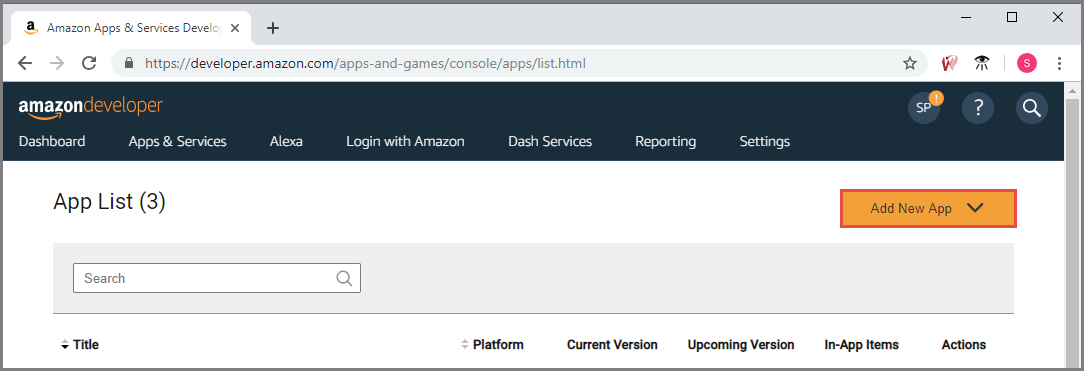 Amazon Apps & Services Develo
https://developer.amazon.com/apps-and-games/console/apps/list.html
S
amazondeveloper
SP ! ?
Dashboard Apps & Services Alexa Login with Amazon Dash Services Reporting Settings
App List (3)
Add New App
Search
Title Platform Current Version Upcoming Version In-App Items Actions